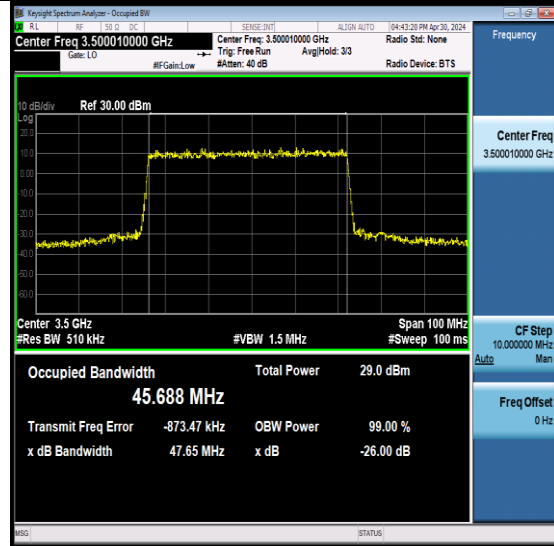 Keysight Spectrum Analyzer - Occupied BW
RL RF 50 Ω DC SENSE:INT ALIGN AUTO 04:43:20 PM Apr 30, 2024
Center Freq 3.500010000 GHz
Gate: LO
#IFGain:Low
Center Freq: 3.500010000 GHz
Trig: Free Run Avg|Hold: 3/3
#Atten: 40 dB
Radio Std: None
Radio Device: BTS
10 dB/div Ref 30.00 dBm
Log
20.0
10.0
0.00
-10.0
-20.0
-30.0
-40.0
-50.0
-60.0
Center 3.5 GHz Span 100 MHz
#Res BW 510 kHz #VBW 1.5 MHz #Sweep 100 ms
Occupied Bandwidth Total Power 29.0 dBm
45.688 MHz
Transmit Freq Error -873.47 kHz OBW Power 99.00 %
x dB Bandwidth 47.65 MHz x dB -26.00 dB
MSG STATUS
Frequency
Center Freq
3.500010000 GHz
CF Step
10.000000 MHz
Auto Man
Freq Offset
0 Hz